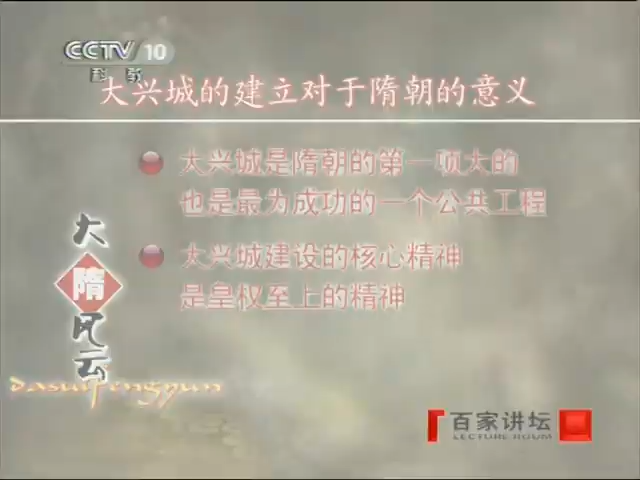 CCTV 10
科教
大兴城的建立对于隋朝的意义
大兴城是隋朝的第一项大的
也是最为成功的一个公共工程
大兴城建设的核心精神
是皇权至上的精神
大
隋
风
云
dasuifengyun
百家讲坛
LECTURE ROOM